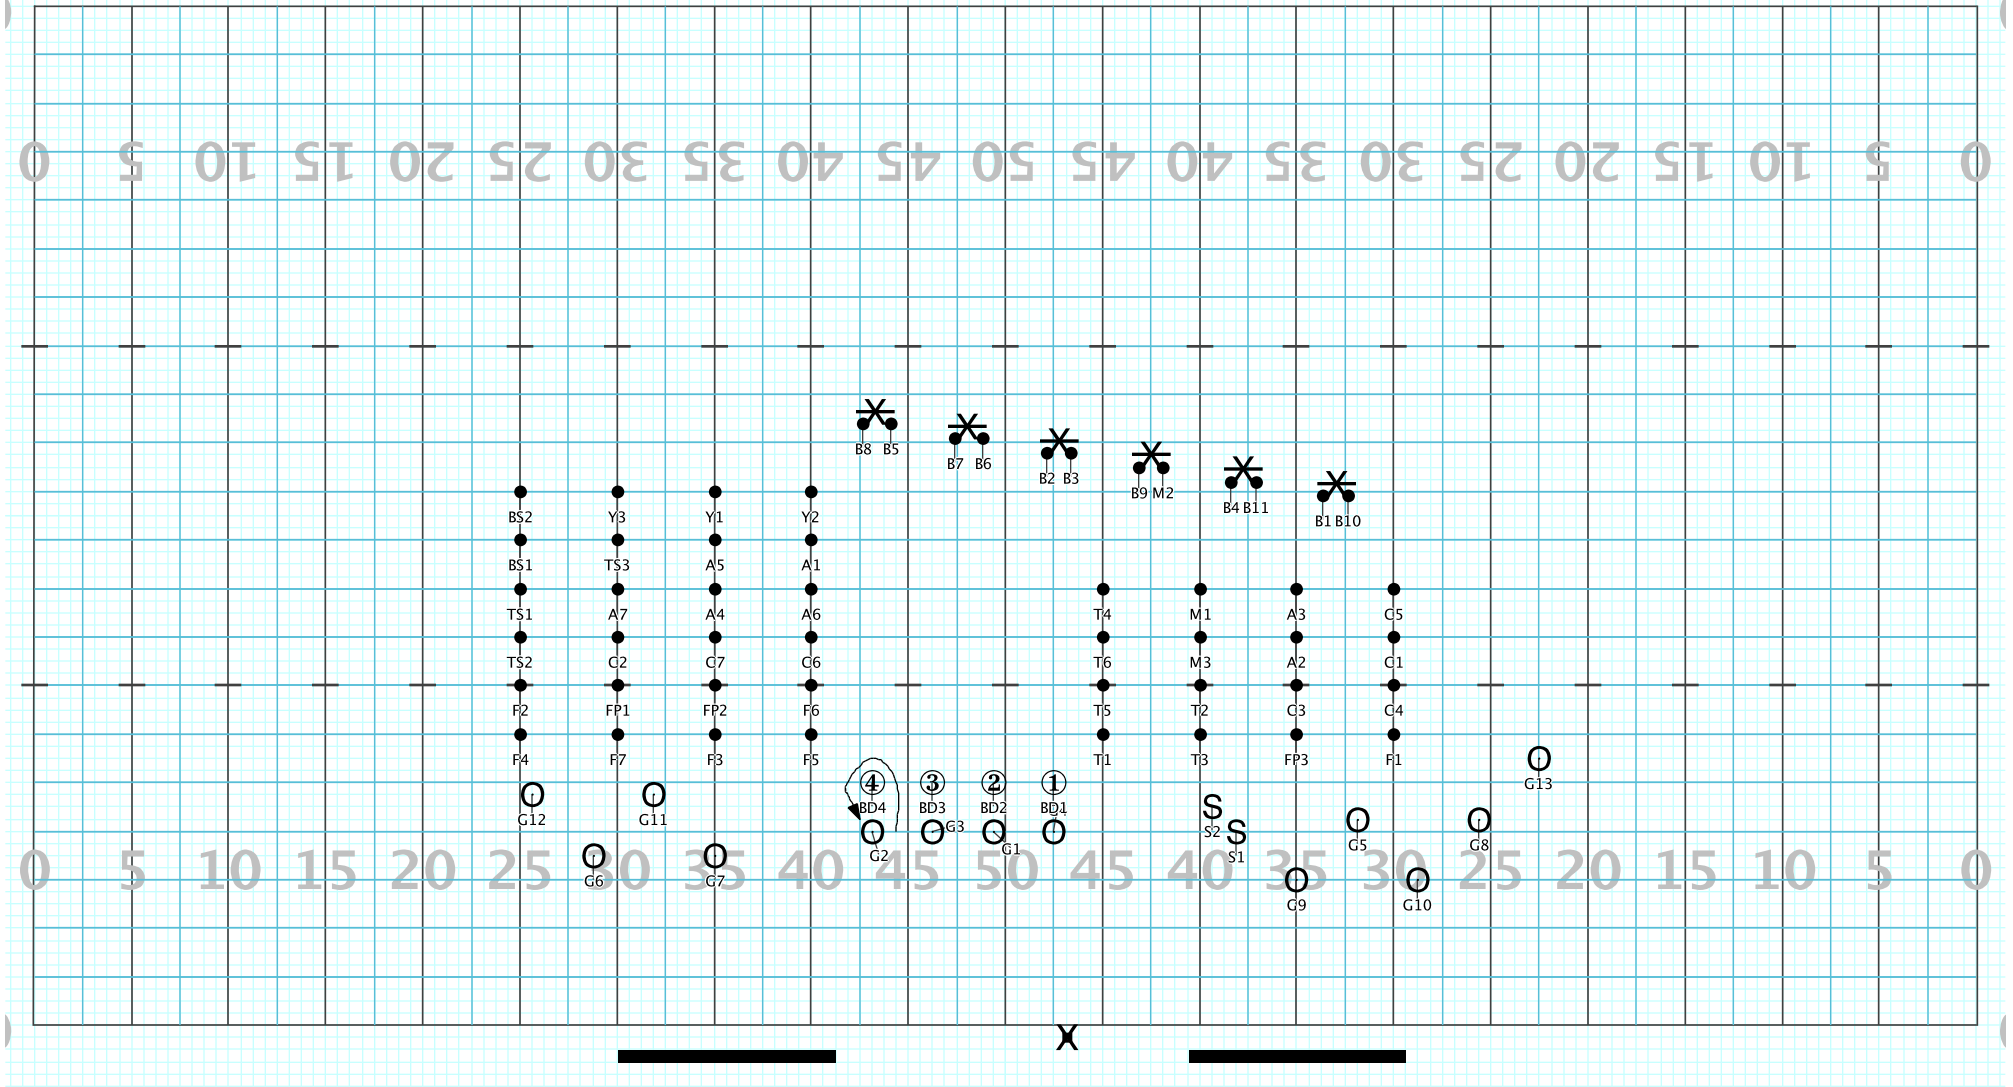 0 5 10 15 20 25 30 35 40 45 50 45 40 35 30 25 20 15 10 5 0
B8 B5
B7 B6
B2 B3
B9 M2
B4 B11
B1 B10
BS2 Y3 Y1 Y2
BS1 TS3 A5 A1
TS1 A7 A4 A6 T4 M1 A3 C5
TS2 C2 C7 C6 T6 M3 A2 C1
F2 FP1 FP2 F6 T5 T2 C3 C4
F4 F7 F3 F5 T1 T3 FP3 F1
O
G13
4 3 2 1
BD4 BD3 BD2 BD1
O O
G12 G11
S
S2
O O O O
G2 G3 G1
S
S1
O O
G5 G8
O O
G6 G7
0 5 10 15 20 25 30 35 40 45 50 45 40 35 30 25 20 15 10 5 0
O O
G9 G10
X